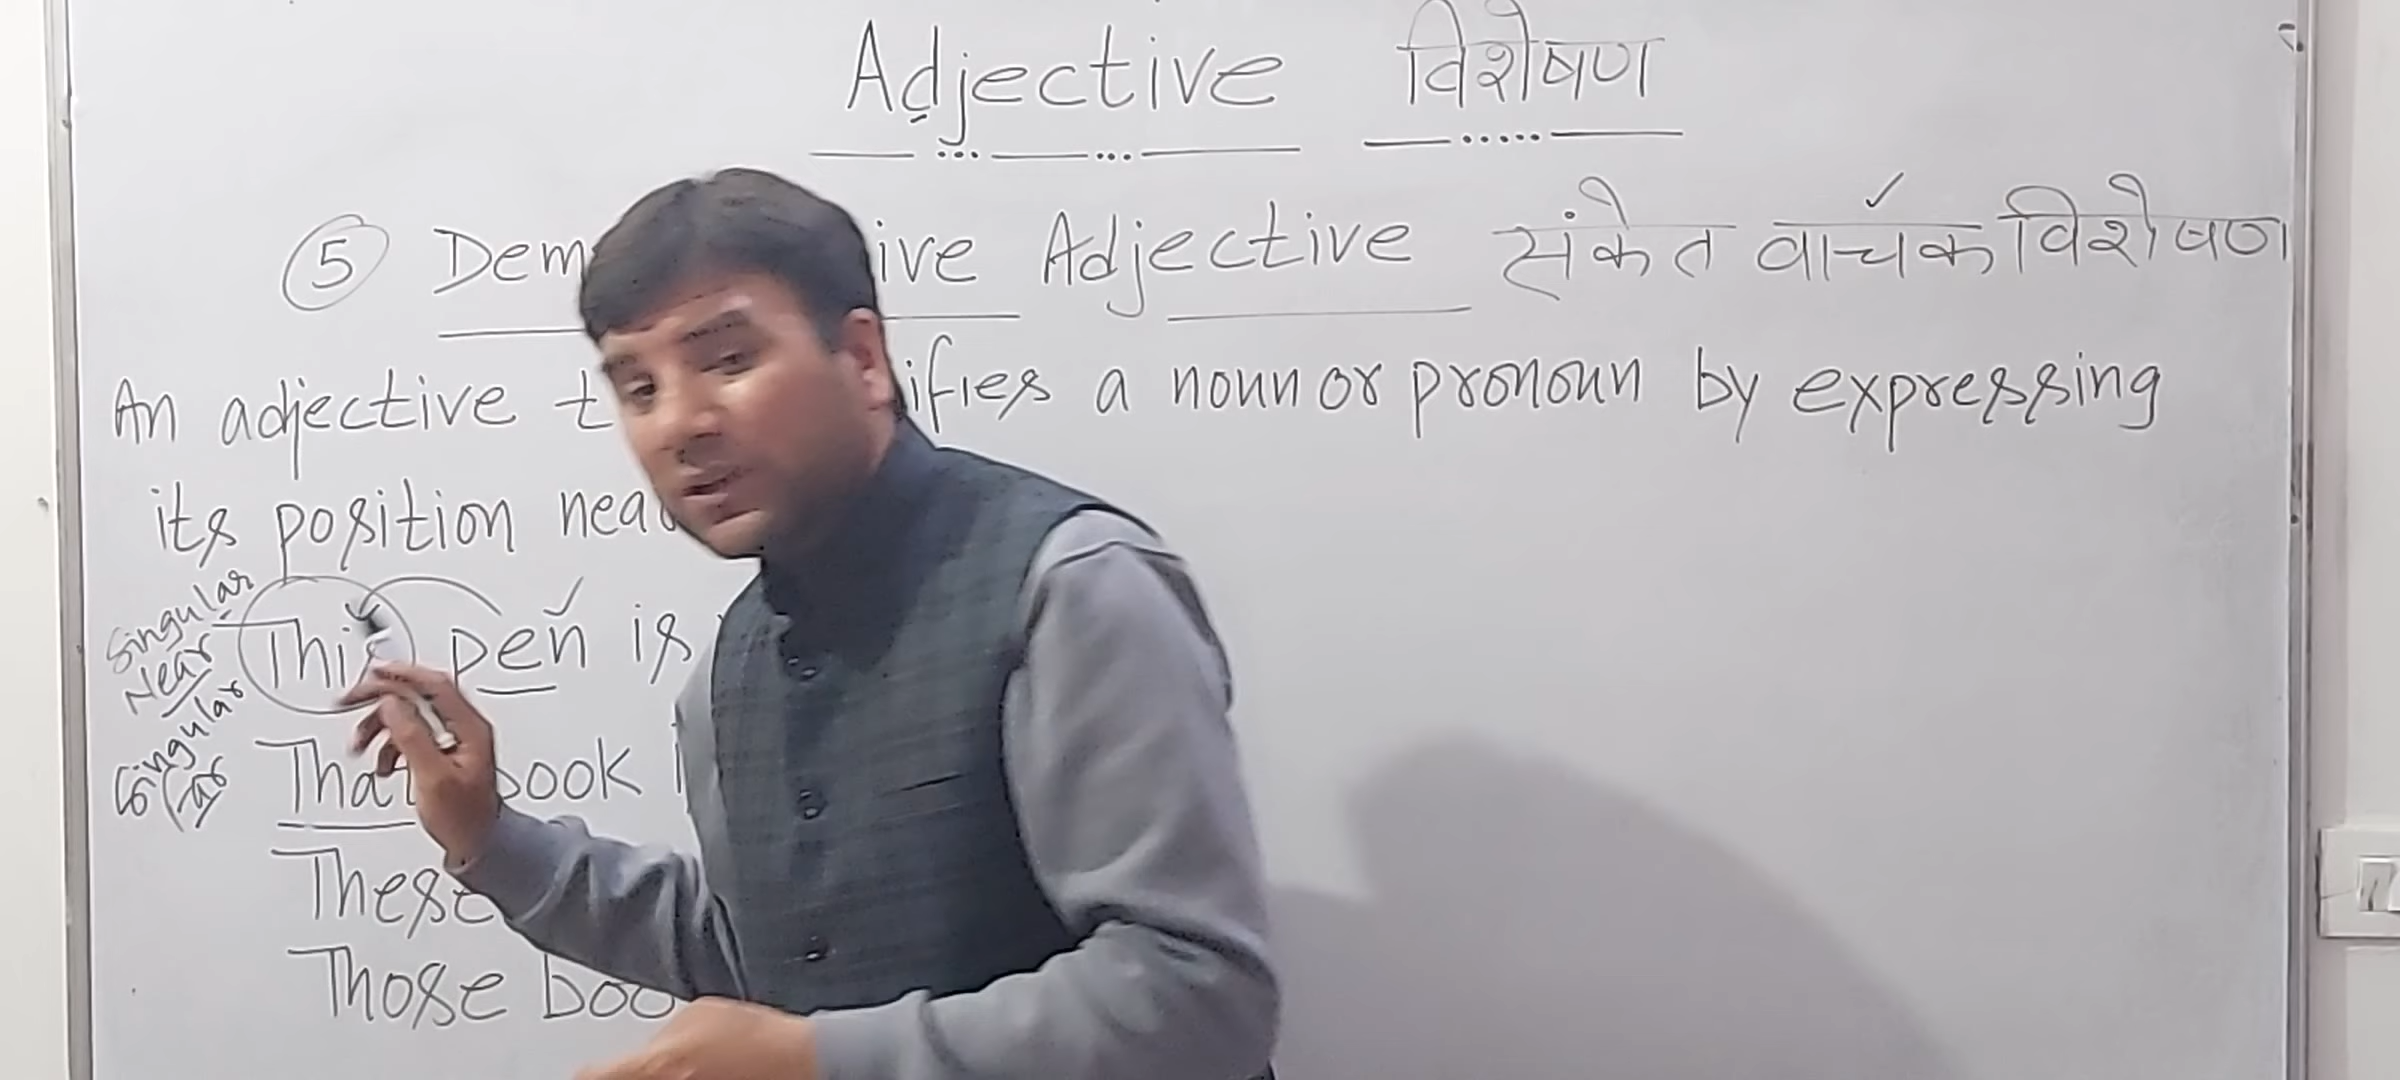 Adjective विशेषण
⑤ Dem ive Adjective संकेत वाचक विशेषण
An adjective t ifies a noun or pronoun by expressing
its position nea
Singular
Near
This pen is
Singular
far
That book i
These
Those boo